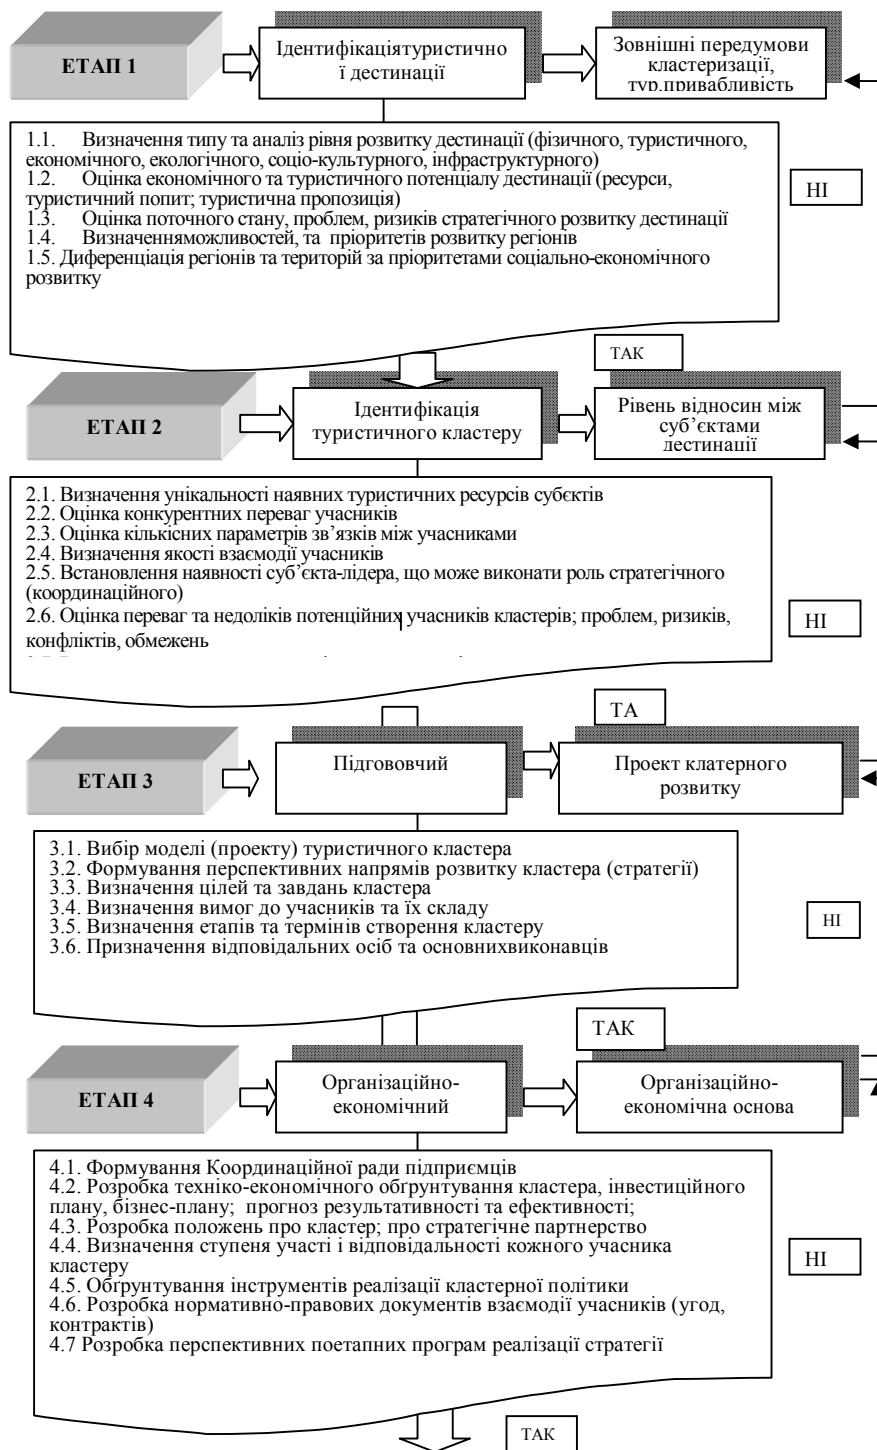 ЕТАП 1
Ідентифікаціятуристично
ї дестинації
Зовнішні передумови
кластеризації,
тур.привабливість
1.1. Визначення типу та аналіз рівня розвитку дестинації (фізичного, туристичного,
економічного, екологічного, соціо-культурного, інфраструктурного)
1.2. Оцінка економічного та туристичного потенціалу дестинації (ресурси,
туристичний попит; туристична пропозиція)
1.3. Оцінка поточного стану, проблем, ризиків стратегічного розвитку дестинації
1.4. Визначенняможливостей, та пріоритетів розвитку регіонів
1.5. Диференціація регіонів та територій за пріоритетами соціально-економічного
розвитку
НІ
ТАК
ЕТАП 2
Ідентифікація
туристичного кластеру
Рівень відносин між
суб’єктами
дестинації
2.1. Визначення унікальності наявних туристичних ресурсів субєктів
2.2. Оцінка конкурентних переваг учасників
2.3. Оцінка кількісних параметрів зв’язків між учасниками
2.4. Визначення якості взаємодії учасників
2.5. Встановлення наявності суб’єкта-лідера, що може виконати роль стратегічного
(координаційного)
2.6. Оцінка переваг та недоліків потенційних учасників кластерів; проблем, ризиків,
конфліктів, обмежень
НІ
ТА
ЕТАП 3
Підгововчий
Проект клатерного
розвитку
3.1. Вибір моделі (проекту) туристичного кластера
3.2. Формування перспективних напрямів розвитку кластера (стратегії)
3.3. Визначення цілей та завдань кластера
3.4. Визначення вимог до учасників та їх складу
3.5. Визначення етапів та термінів створення кластеру
3.6. Призначення відповідальних осіб та основнихвиконавців
НІ
ТАК
ЕТАП 4
Організаційно-
економічний
Організаційно-
економічна основа
4.1. Формування Координаційної ради підприємців
4.2. Розробка техніко-економічного обґрунтування кластера, інвестиційного
плану, бізнес-плану; прогноз результативності та ефективності;
4.3. Розробка положень про кластер; про стратегічне партнерство
4.4. Визначення ступеня участі і відповідальності кожного учасника
кластеру
4.5. Обґрунтування інструментів реалізації кластерної політики
4.6. Розробка нормативно-правових документів взаємодії учасників (угод,
контрактів)
4.7 Розробка перспективних поетапних програм реалізації стратегії
НІ
ТАК